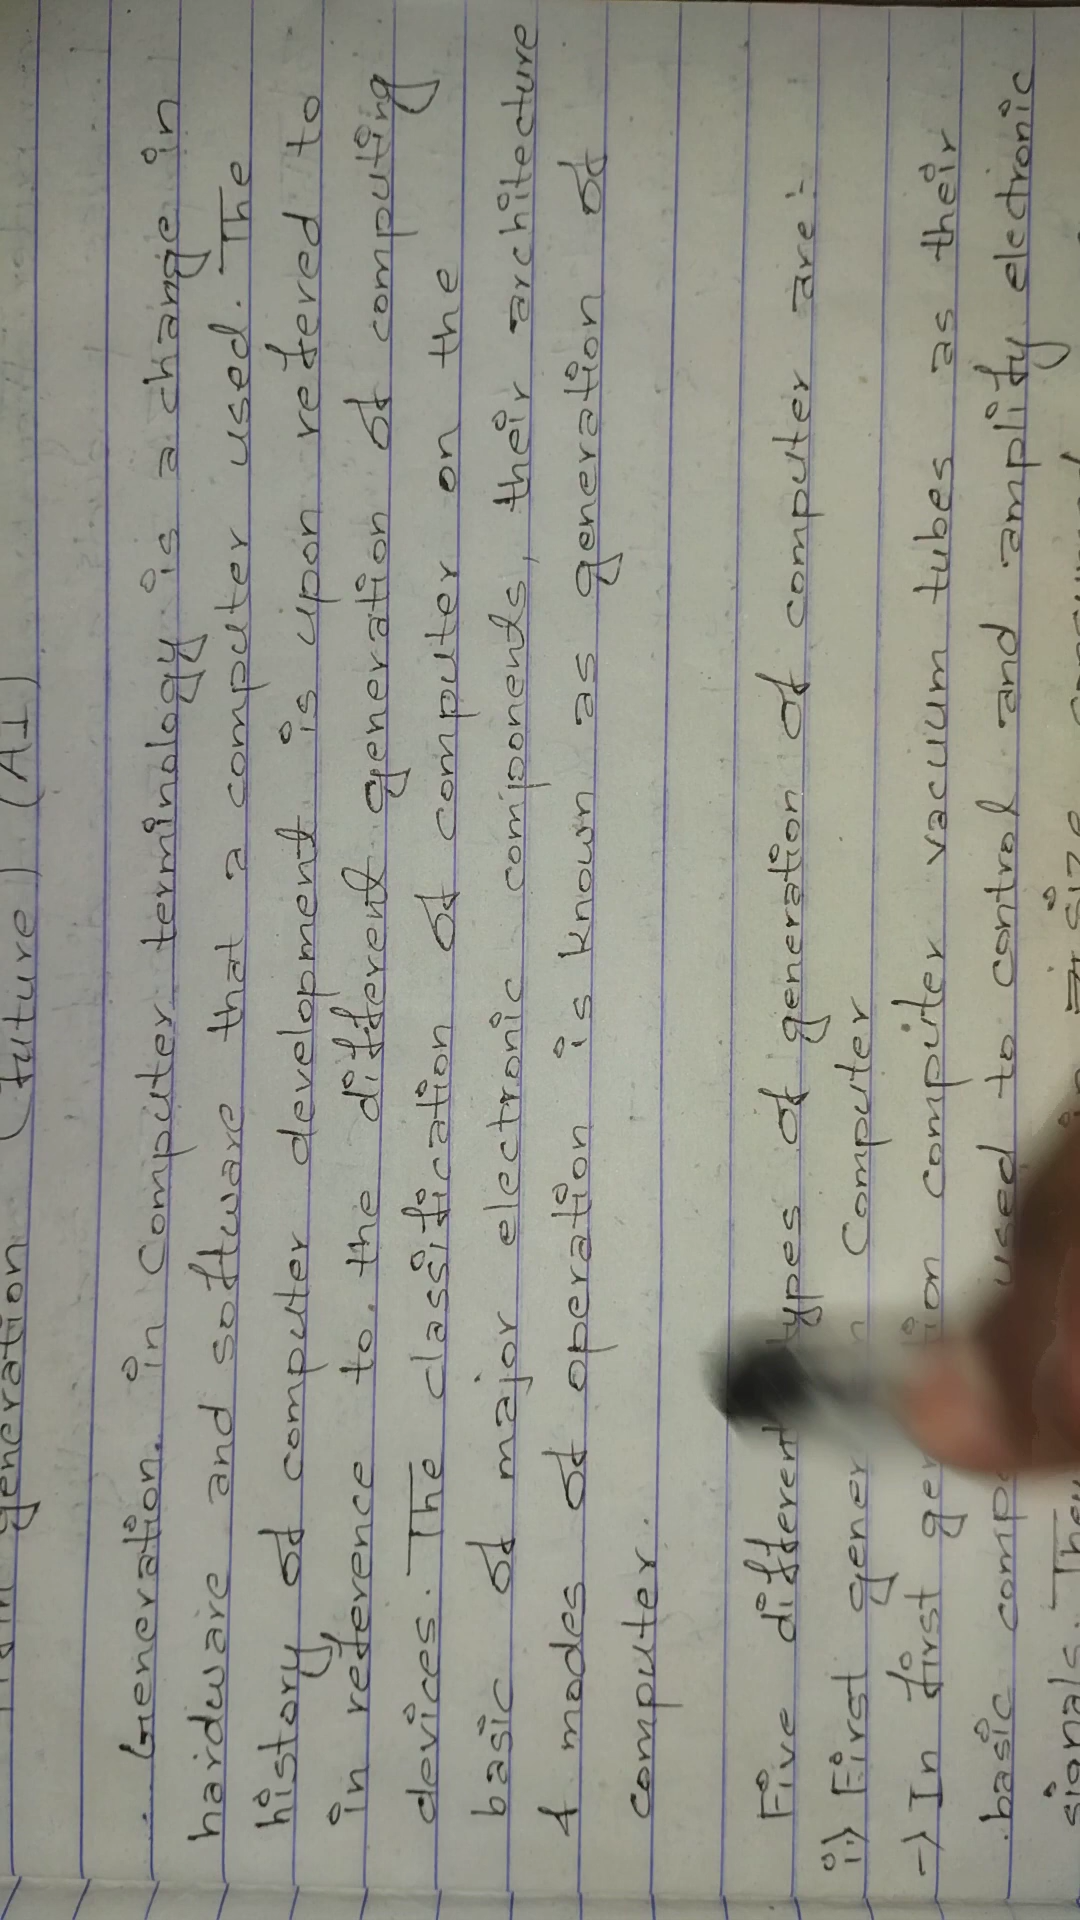 generation (future) (AI)
Generation in Computer terminology is a change in
hardware and software that a computer used. The
history of computer development is upon refered to
in reference to the different generation of computing
devices. The classification of computer on the
basic of major electronic components, their architecture
& modes of operation is known as generation of
computer.
Five different types of generation of computer are:-
i) First Computer
-> In first computer vacuum tubes as their
basic used to control and amplify electronic
signals. They in size